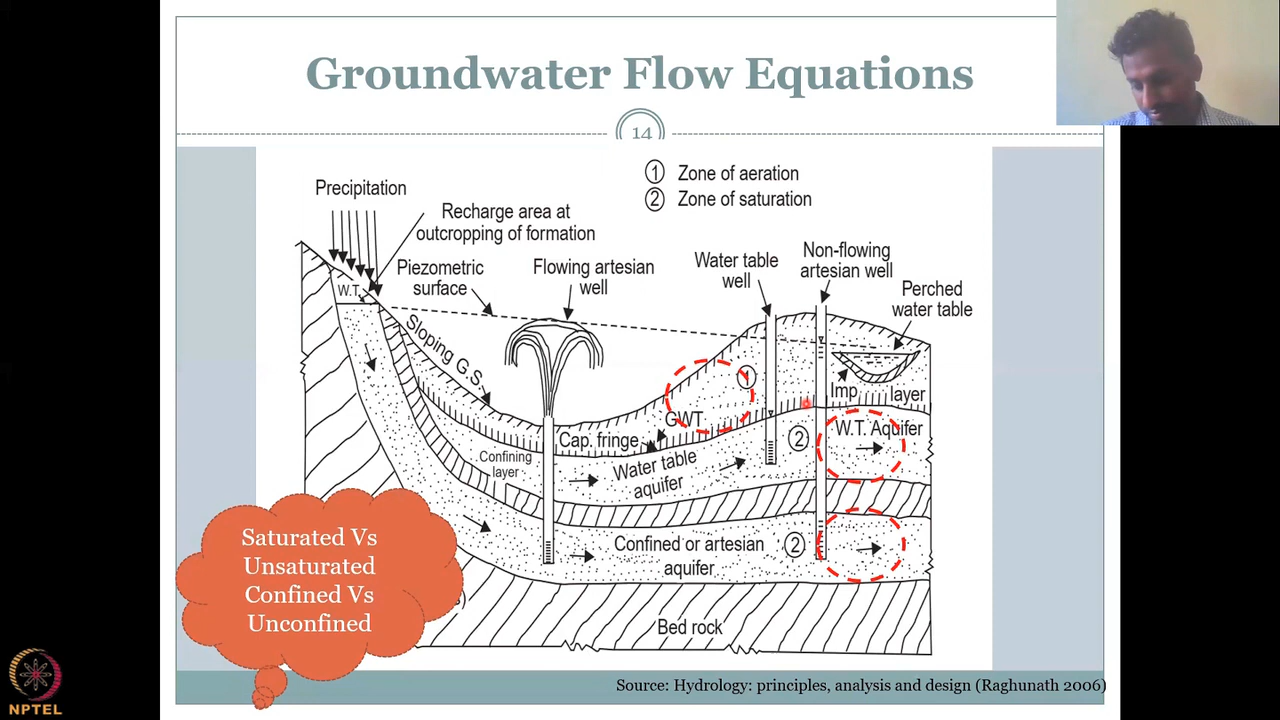 Groundwater Flow Equations
14
① Zone of aeration
② Zone of saturation
Precipitation
Recharge area at
outcropping of formation
Piezometric
surface
Flowing artesian
well
Water table
well
Non-flowing
artesian well
Perched
water table
W.T.
Sloping G.S.
①
Imp
layer
GWT
Cap. fringe
Confining
layer
Water table
aquifer
②
W.T. Aquifer
Confined or artesian
aquifer
②
Bed rock
Saturated Vs
Unsaturated
Confined Vs
Unconfined
Source: Hydrology: principles, analysis and design (Raghunath 2006)
NPTEL